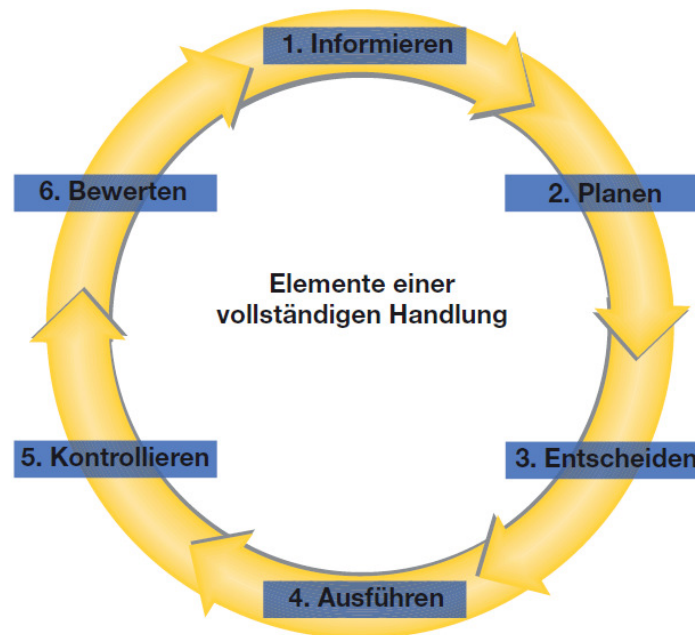 1. Informieren
2. Planen
3. Entscheiden
4. Ausführen
5. Kontrollieren
6. Bewerten
Elemente einer
vollständigen Handlung